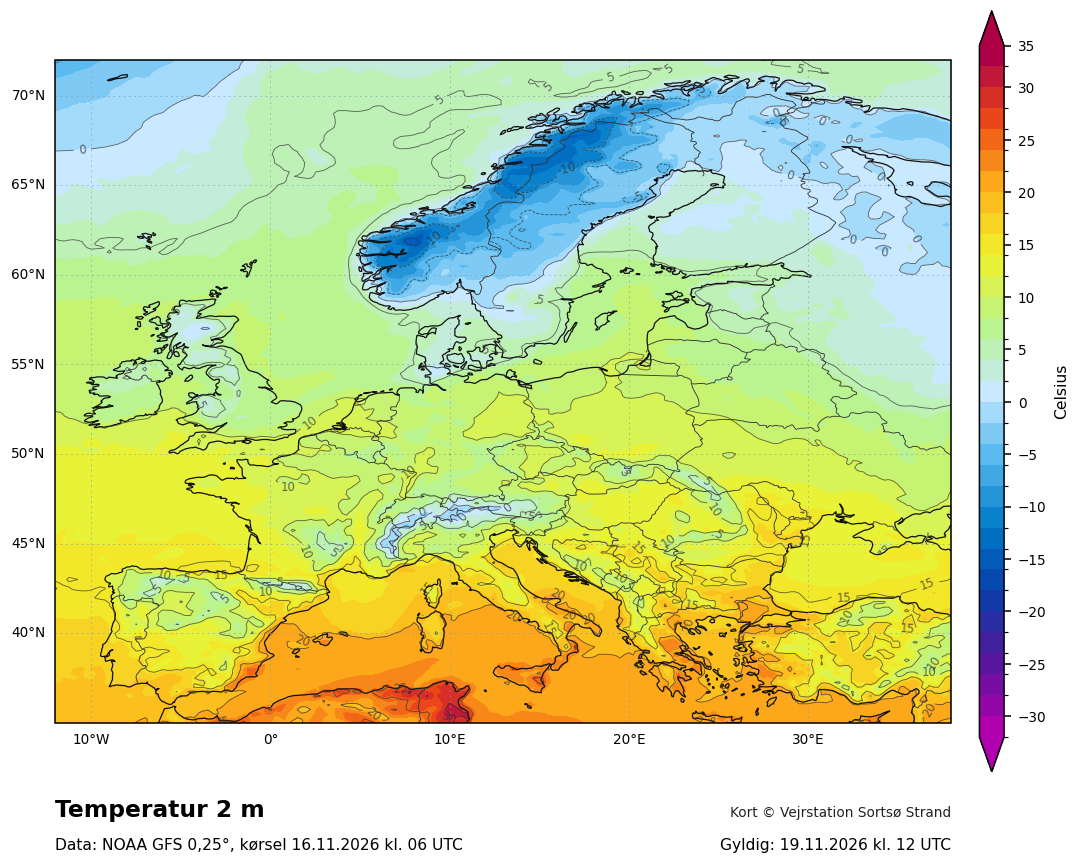 70°N
65°N
60°N
55°N
50°N
45°N
40°N
10°W
0°
10°E
20°E
30°E
35
30
25
20
15
10
5
0
−5
−10
−15
−20
−25
−30
Celsius
Temperatur 2 m
Kort © Vejrstation Sortsø Strand
Data: NOAA GFS 0,25°, kørsel 16.11.2026 kl. 06 UTC
Gyldig: 19.11.2026 kl. 12 UTC